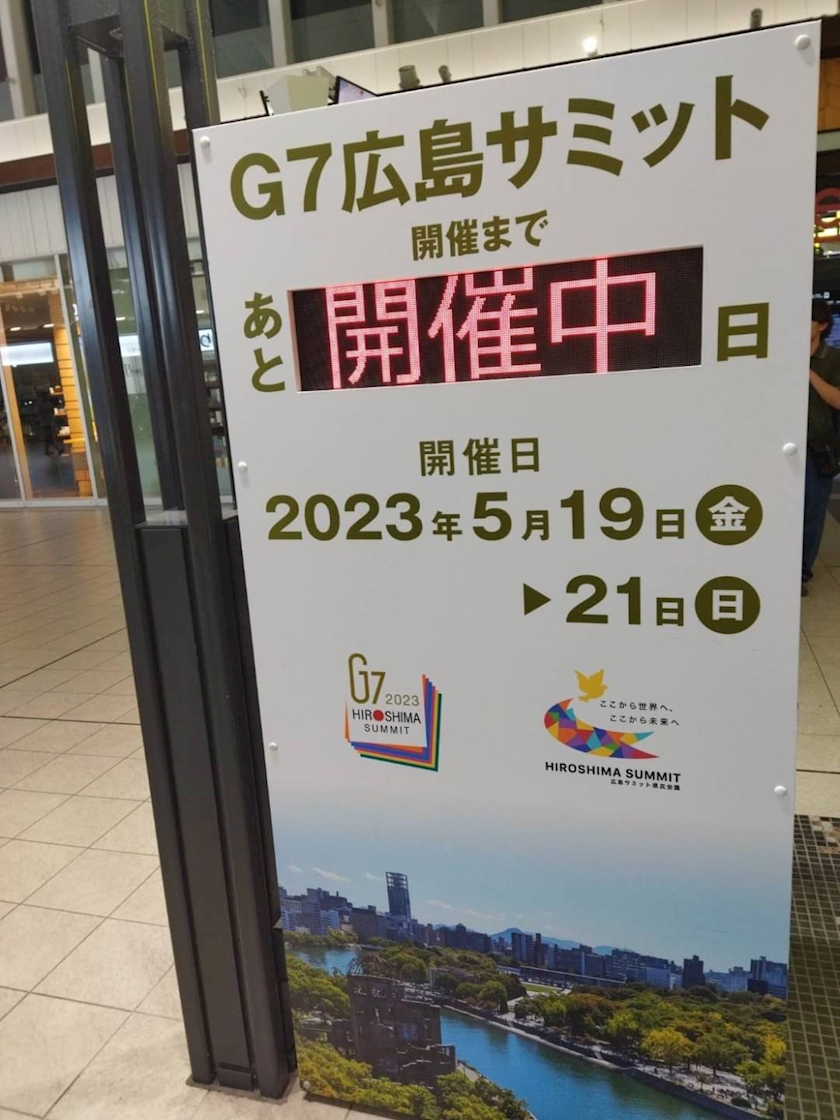 G7広島サミット
開催まで
あと 開催中 日
開催日
2023年5月19日金
▶21日日
G7 2023
HIROSHIMA
SUMMIT
ここから世界へ、
ここから未来へ
HIROSHIMA SUMMIT
広島サミット県民会議